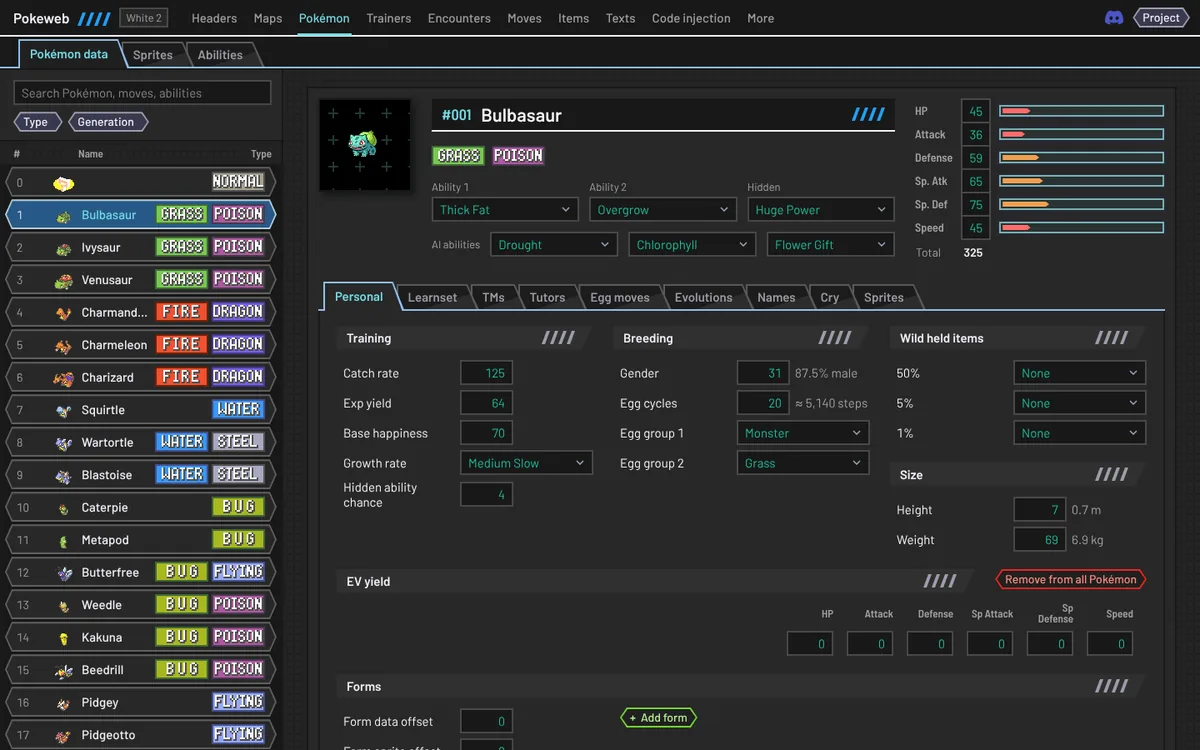 Pokeweb White 2 Headers Maps Pokémon Trainers Encounters Moves Items Texts Code injection More Project
Pokémon data Sprites Abilities
Search Pokémon, moves, abilities
Type Generation
# Name Type
0 NORMAL
1 Bulbasaur GRASS POISON
2 Ivysaur GRASS POISON
3 Venusaur GRASS POISON
4 Charmand... FIRE DRAGON
5 Charmeleon FIRE DRAGON
6 Charizard FIRE DRAGON
7 Squirtle WATER
8 Wartortle WATER STEEL
9 Blastoise WATER STEEL
10 Caterpie BUG
11 Metapod BUG
12 Butterfree BUG FLYING
13 Weedle BUG POISON
14 Kakuna BUG POISON
15 Beedrill BUG POISON
16 Pidgey FLYING
17 Pidgeotto FLYING
#001 Bulbasaur
GRASS POISON
Ability 1 Ability 2 Hidden
Thick Fat Overgrow Huge Power
AI abilities Drought Chlorophyll Flower Gift
HP 45
Attack 36
Defense 59
Sp. Atk 65
Sp. Def 75
Speed 45
Total 325
Personal Learnset TMs Tutors Egg moves Evolutions Names Cry Sprites
Training
Catch rate 125
Exp yield 64
Base happiness 70
Growth rate Medium Slow
Hidden ability
chance 4
Breeding
Gender 31 87.5% male
Egg cycles 20 ≈ 5,140 steps
Egg group 1 Monster
Egg group 2 Grass
Wild held items
50% None
5% None
1% None
Size
Height 7 0.7 m
Weight 69 6.9 kg
EV yield Remove from all Pokémon
HP Attack Defense Sp Attack Sp Defense Speed
0 0 0 0 0 0
Forms
Form data offset 0 + Add form
Form sprite offset 0